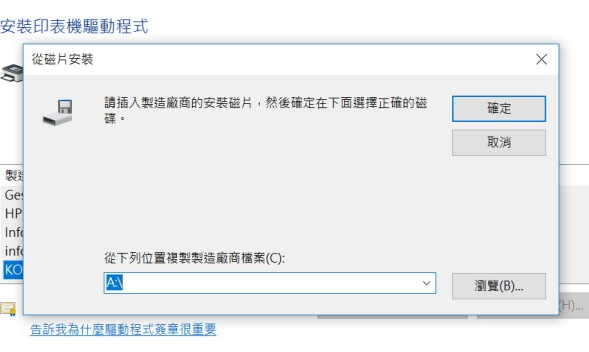 安裝印表機驅動程式
從磁片安裝
請插入製造廠商的安裝磁片，然後確定在下面選擇正確的磁
碟。
確定
取消
製造
Ges
HP
Info
info
KO
從下列位置複製製造廠商檔案(C):
A:\
瀏覽(B)...
(H)...
告訴我為什麼驅動程式簽章很重要